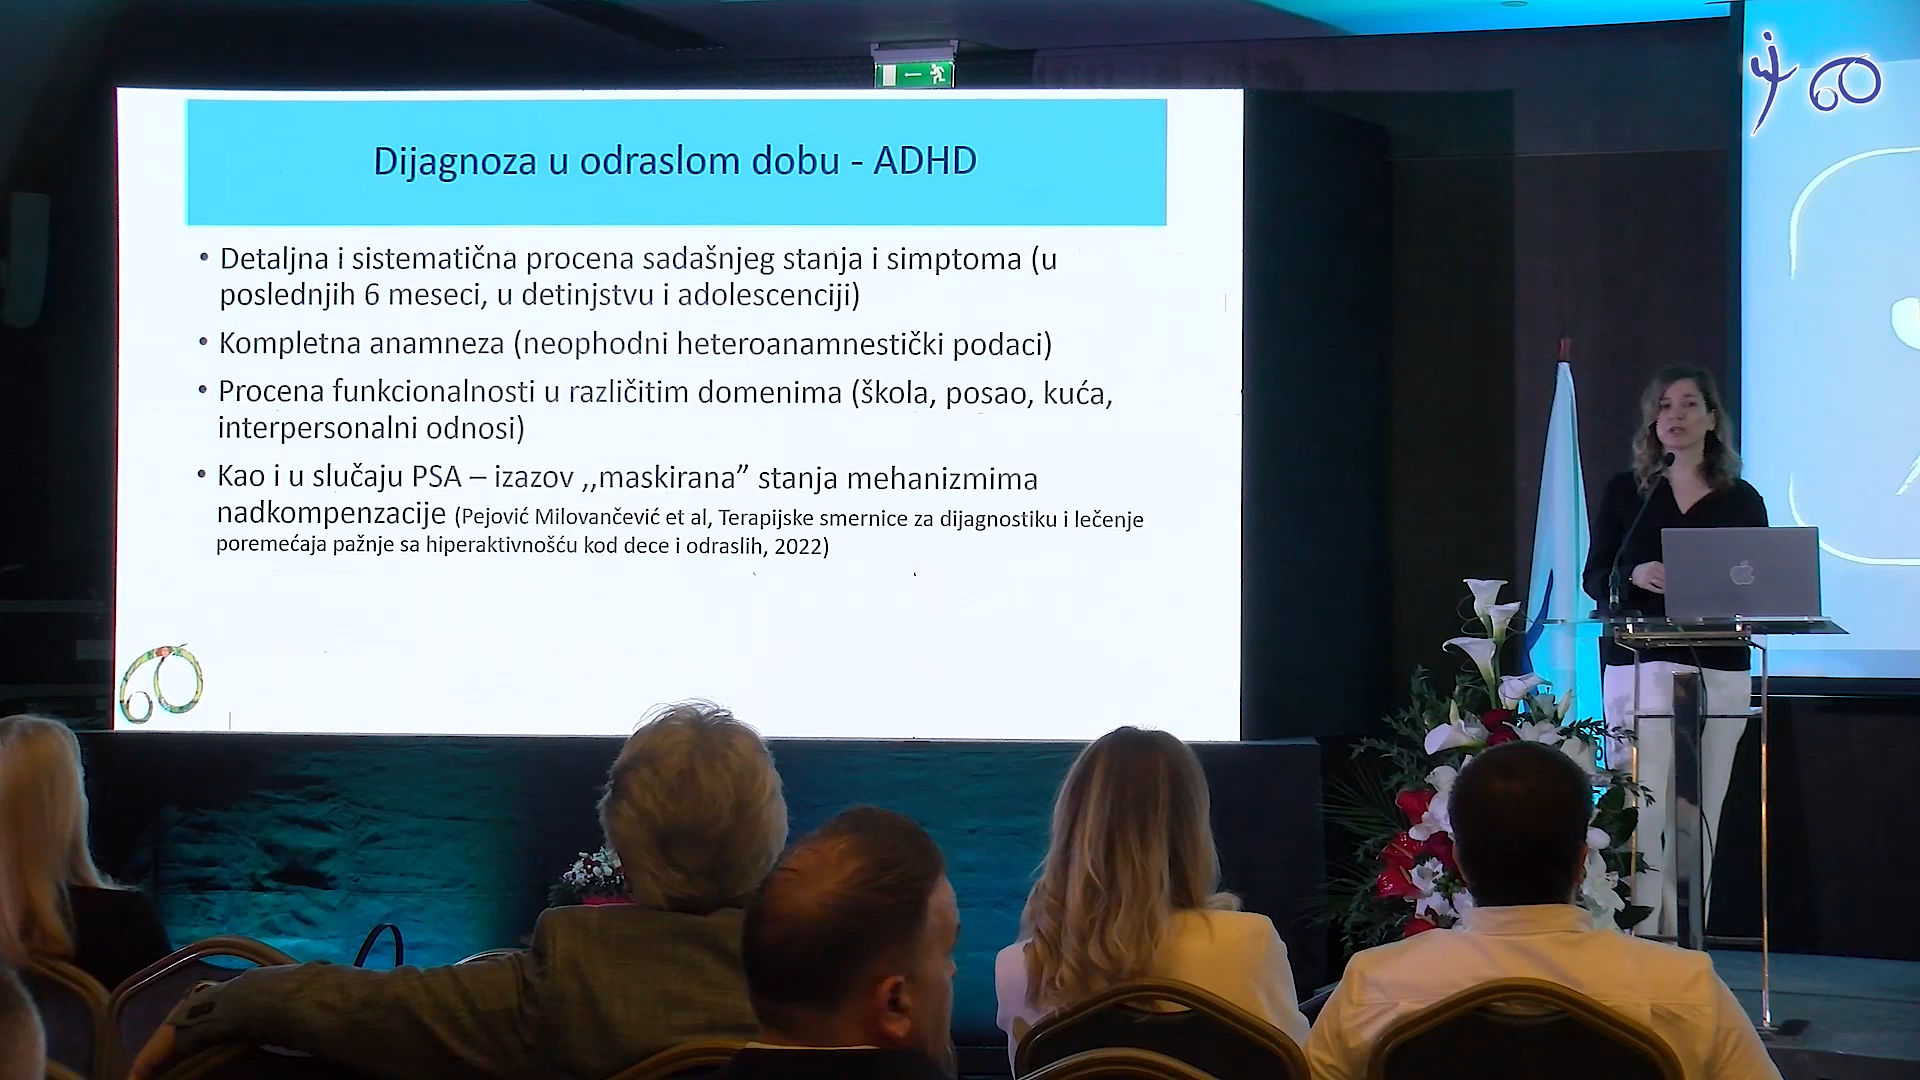 Dijagnoza u odraslom dobu - ADHD
• Detaljna i sistematična procena sadašnjeg stanja i simptoma (u
poslednjih 6 meseci, u detinjstvu i adolescenciji)
• Kompletna anamneza (neophodni heteroanamnestički podaci)
• Procena funkcionalnosti u različitim domenima (škola, posao, kuća,
interpersonalni odnosi)
• Kao i u slučaju PSA – izazov ,,maskirana” stanja mehanizmima
nadkompenzacije (Pejović Milovančević et al, Terapijske smernice za dijagnostiku i lečenje
poremećaja pažnje sa hiperaktivnošću kod dece i odraslih, 2022)
60